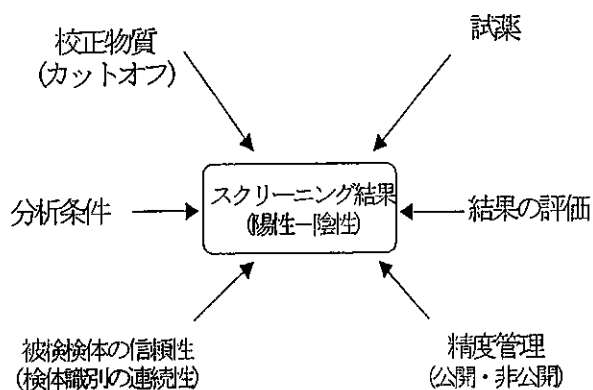 校正物質
(カットオフ)
試薬
分析条件
スクリーニング結果
(陽性ー陰性)
結果の評価
被検検体の信頼性
(検体識別の連続性)
精度管理
(公開・非公開)